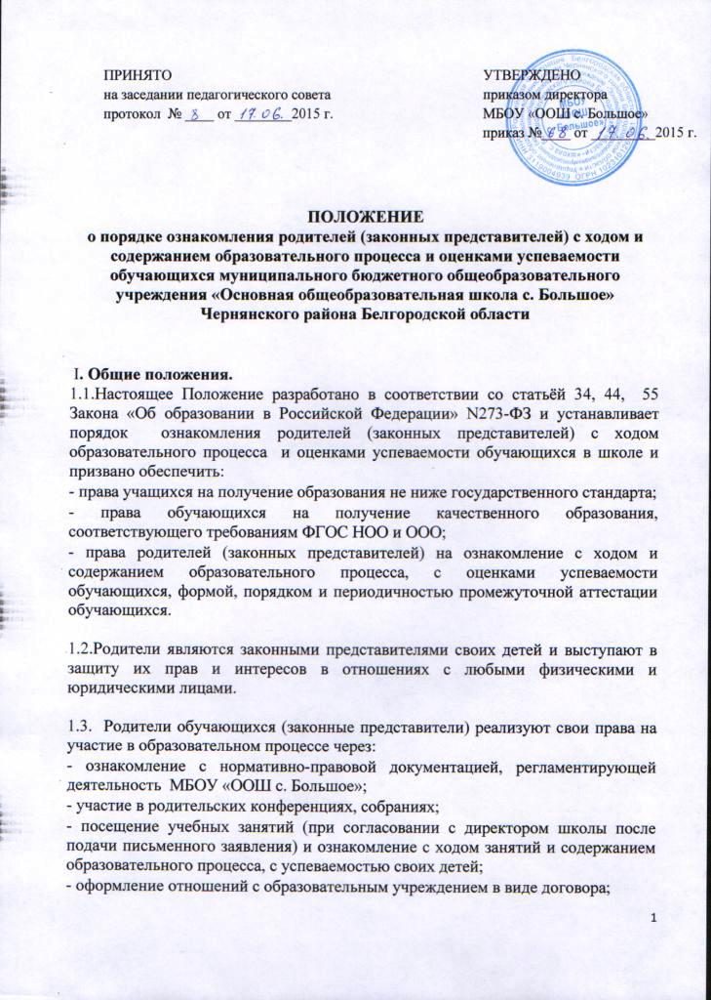 ПРИНЯТО
на заседании педагогического совета
протокол № 8 от 17.06. 2015 г.
УТВЕРЖДЕНО
приказом директора
МБОУ «ООШ с. Большое»
приказ № 68 от 17.06. 2015 г.
ПОЛОЖЕНИЕ
о порядке ознакомления родителей (законных представителей) с ходом и
содержанием образовательного процесса и оценками успеваемости
обучающихся муниципального бюджетного общеобразовательного
учреждения «Основная общеобразовательная школа с. Большое»
Чернянского района Белгородской области
I. Общие положения.
1.1.Настоящее Положение разработано в соответствии со статьёй 34, 44, 55
Закона «Об образовании в Российской Федерации» N273-ФЗ и устанавливает
порядок ознакомления родителей (законных представителей) с ходом
образовательного процесса и оценками успеваемости обучающихся в школе и
призвано обеспечить:
- права учащихся на получение образования не ниже государственного стандарта;
- права обучающихся на получение качественного образования,
соответствующего требованиям ФГОС НОО и ООО;
- права родителей (законных представителей) на ознакомление с ходом и
содержанием образовательного процесса, с оценками успеваемости
обучающихся, формой, порядком и периодичностью промежуточной аттестации
обучающихся.
1.2.Родители являются законными представителями своих детей и выступают в
защиту их прав и интересов в отношениях с любыми физическими и
юридическими лицами.
1.3. Родители обучающихся (законные представители) реализуют свои права на
участие в образовательном процессе через:
- ознакомление с нормативно-правовой документацией, регламентирующей
деятельность МБОУ «ООШ с. Большое»;
- участие в родительских конференциях, собраниях;
- посещение учебных занятий (при согласовании с директором школы после
подачи письменного заявления) и ознакомление с ходом занятий и содержанием
образовательного процесса, с успеваемостью своих детей;
- оформление отношений с образовательным учреждением в виде договора;
1